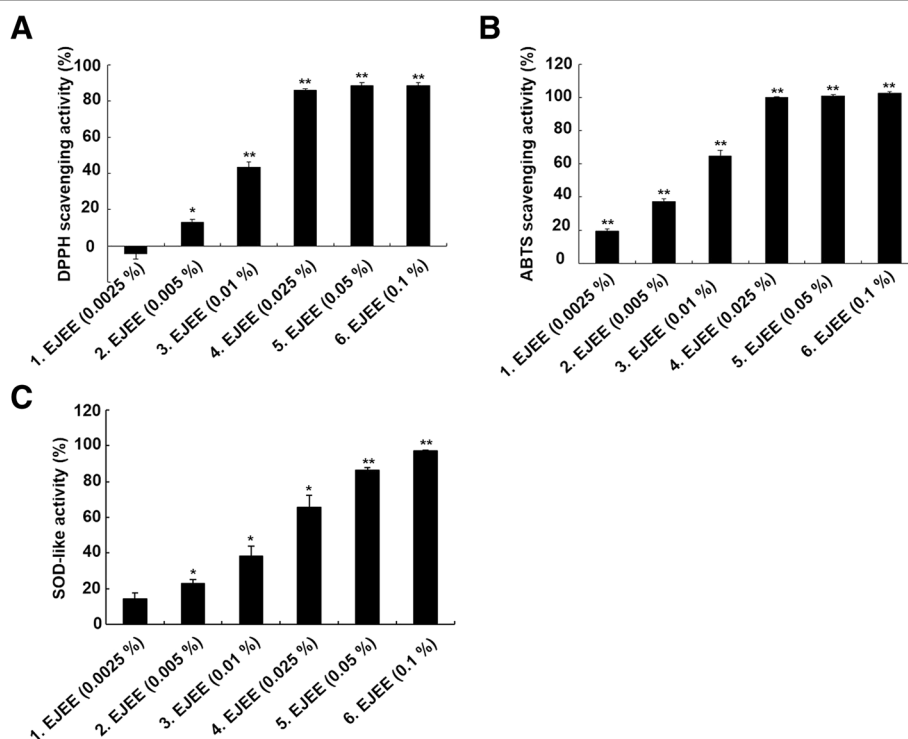 A
DPPH scavenging activity (%)
100
80
60
40
20
0
*
**
**
**
**
1. EJEE (0.0025 %)
2. EJEE (0.005 %)
3. EJEE (0.01 %)
4. EJEE (0.025 %)
5. EJEE (0.05 %)
6. EJEE (0.1 %)
B
ABTS scavenging activity (%)
120
100
80
60
40
20
0
**
**
**
**
**
**
1. EJEE (0.0025 %)
2. EJEE (0.005 %)
3. EJEE (0.01 %)
4. EJEE (0.025 %)
5. EJEE (0.05 %)
6. EJEE (0.1 %)
C
SOD-like activity (%)
120
100
80
60
40
20
0
*
*
*
**
**
1. EJEE (0.0025 %)
2. EJEE (0.005 %)
3. EJEE (0.01 %)
4. EJEE (0.025 %)
5. EJEE (0.05 %)
6. EJEE (0.1 %)